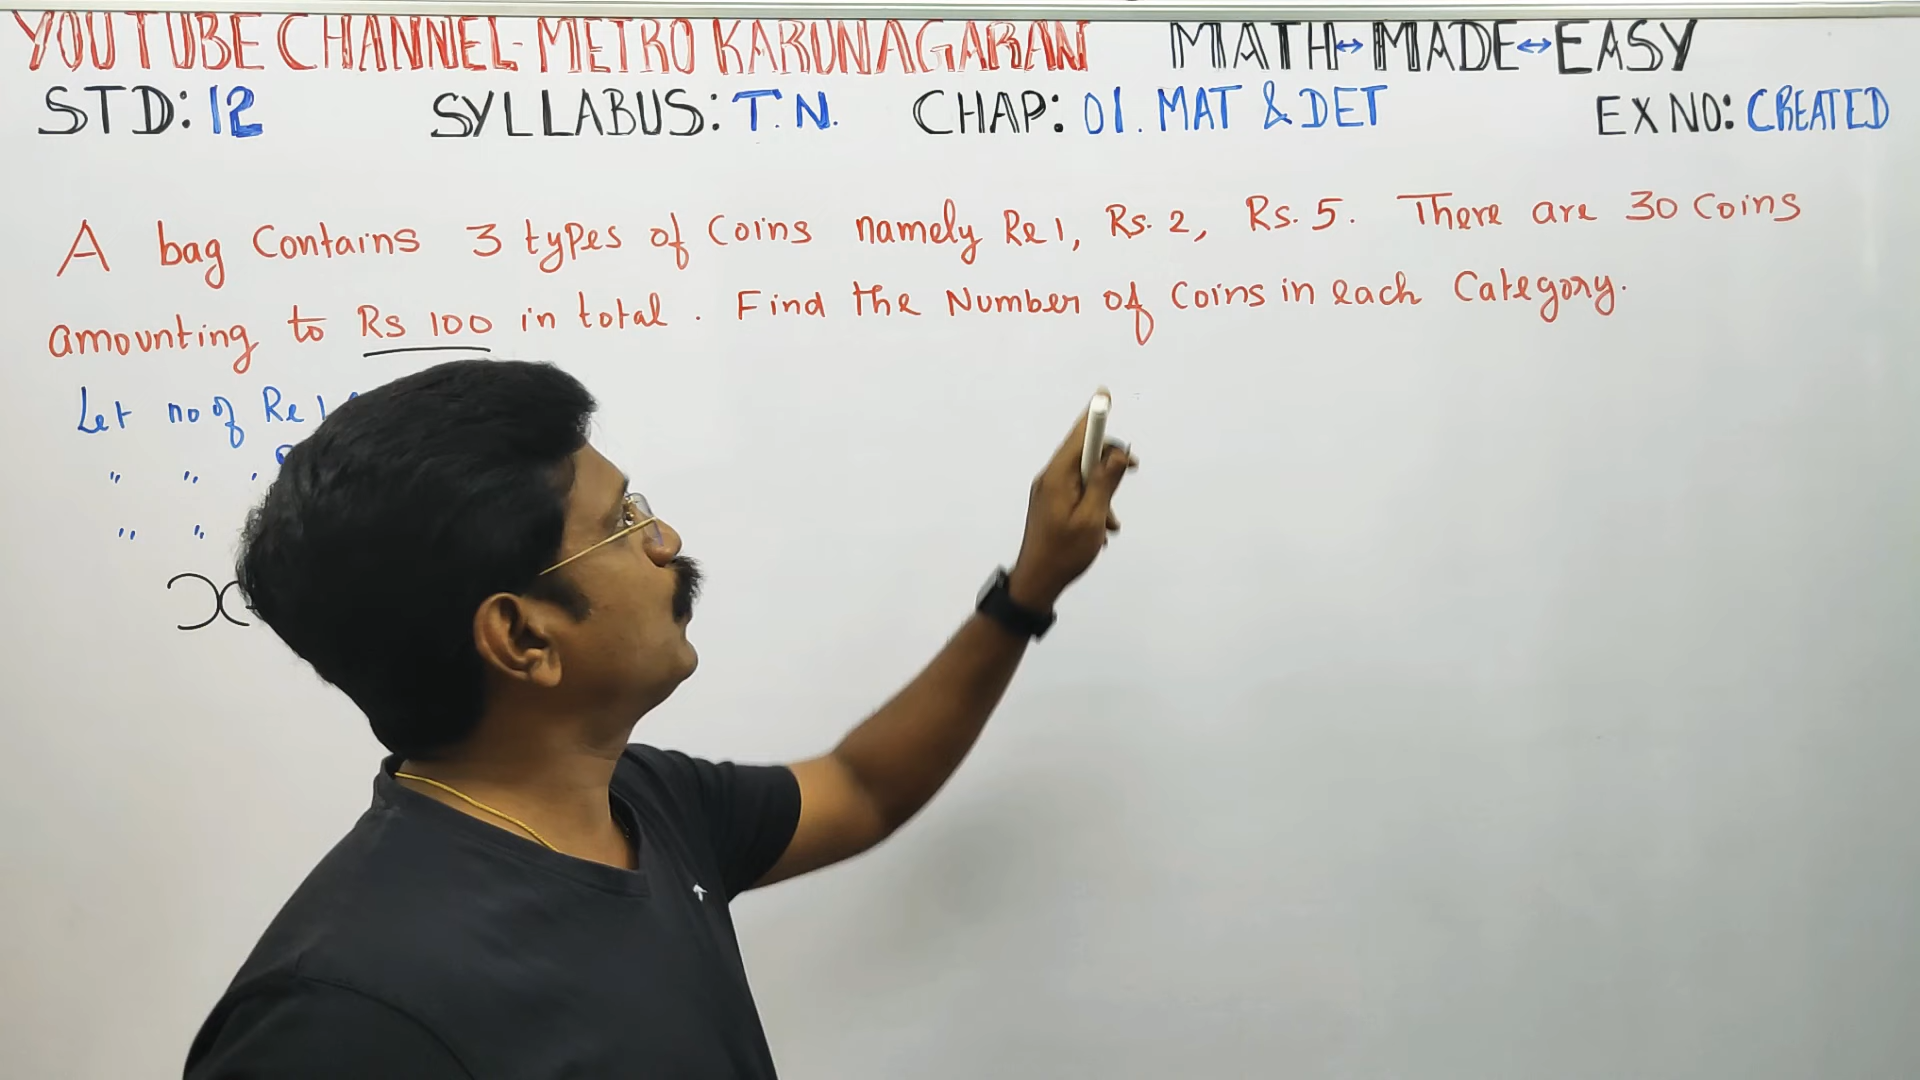 YOUTUBE CHANNEL-METRO KARUNAGARAN MATH↔MADE↔EASY
STD: 12 SYLLABUS: T.N. CHAP: 01. MAT & DET EX NO: CREATED
A bag Contains 3 types of Coins namely Re 1, Rs. 2, Rs. 5. There are 30 Coins
amounting to Rs 100 in total. Find the Number of Coins in each Category.
Let no of Re 1
" " "
" "
x